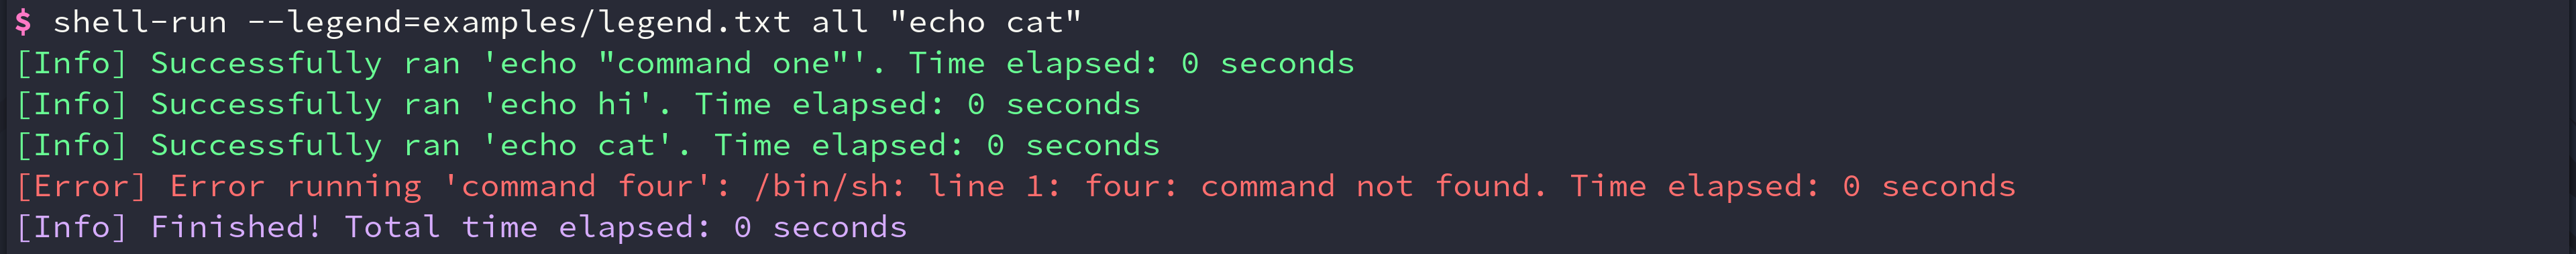 $ shell-run --legend=examples/legend.txt all "echo cat"
[Info] Successfully ran 'echo "command one"'. Time elapsed: 0 seconds
[Info] Successfully ran 'echo hi'. Time elapsed: 0 seconds
[Info] Successfully ran 'echo cat'. Time elapsed: 0 seconds
[Error] Error running 'command four': /bin/sh: line 1: four: command not found. Time elapsed: 0 seconds
[Info] Finished! Total time elapsed: 0 seconds